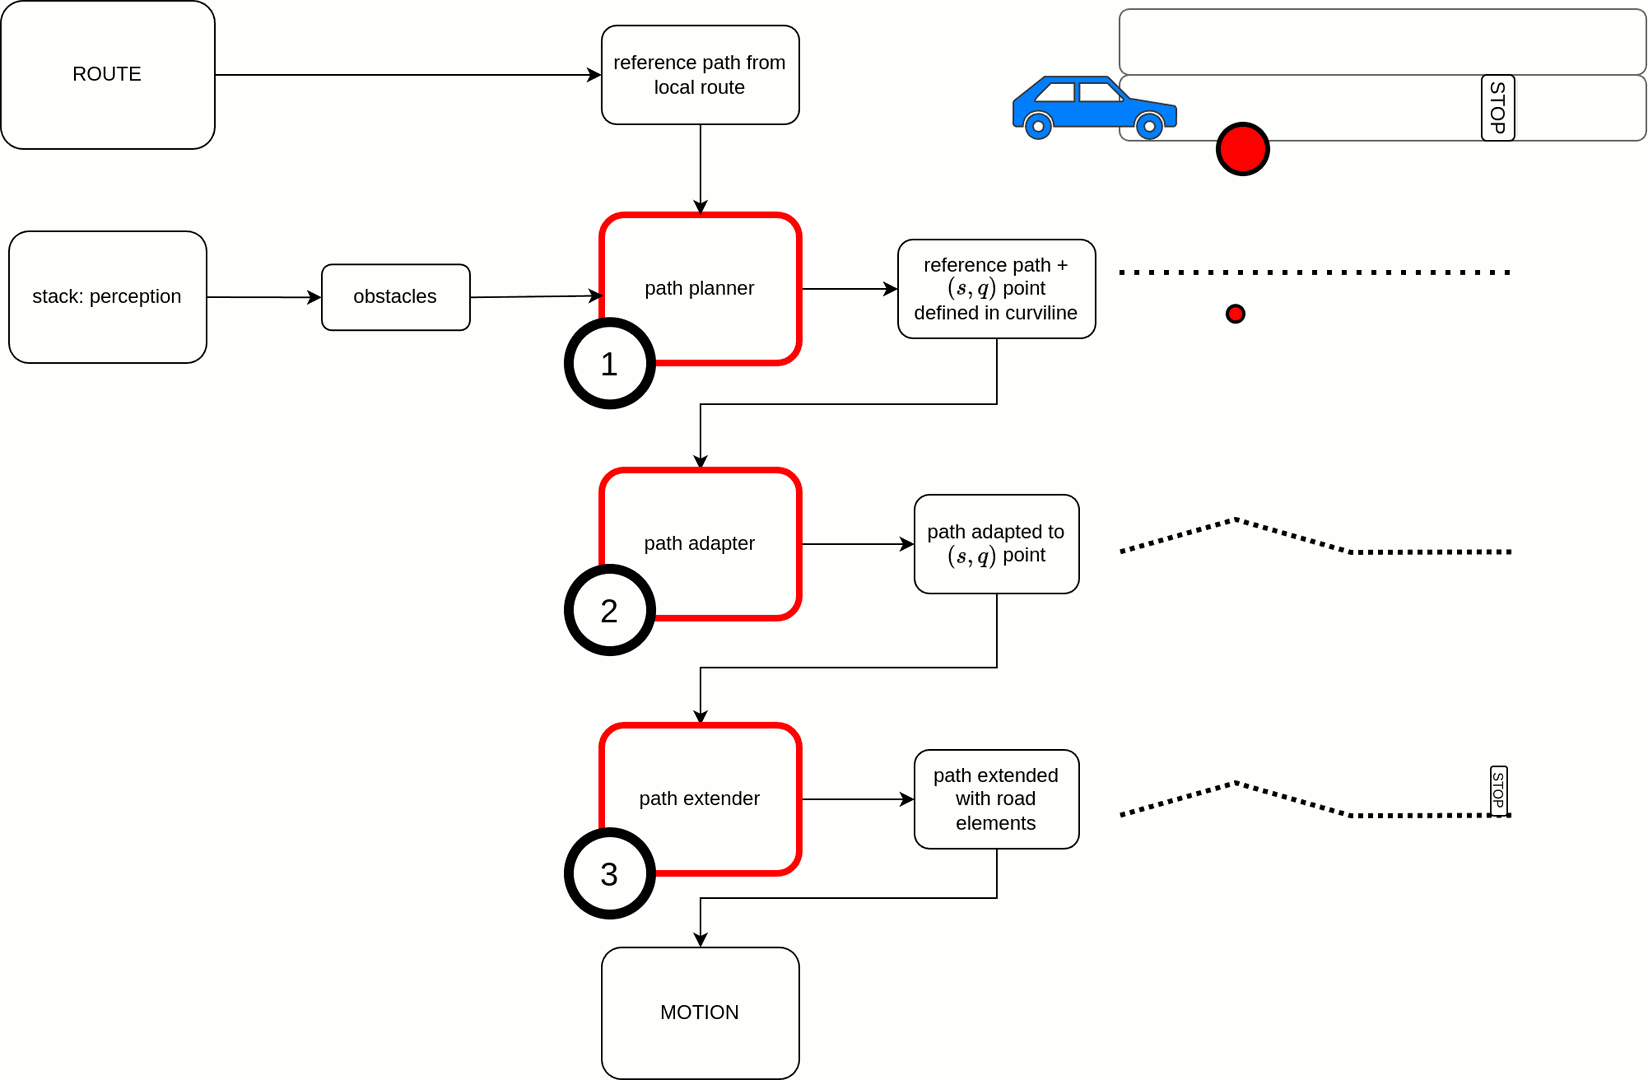 ROUTE
reference path from
local route
STOP
stack: perception
obstacles
path planner
reference path +
(s, q) point
defined in curviline
1
path adapter
path adapted to
(s, q) point
2
path extender
path extended
with road
elements
STOP
3
MOTION